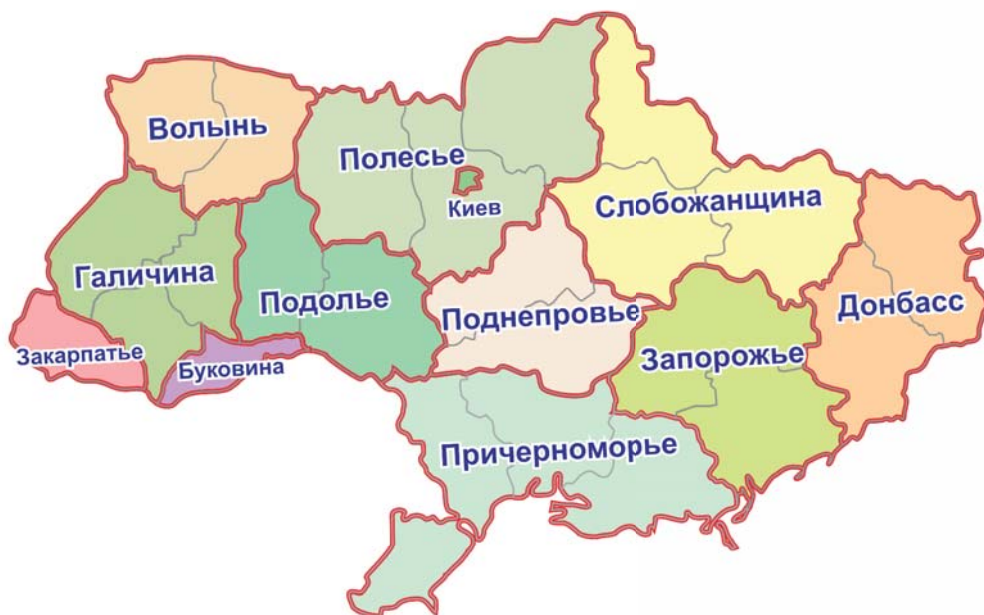 Волынь
Полесье
Киев
Слобожанщина
Галичина
Подолье
Поднепровье
Донбасс
Закарпатье
Буковина
Запорожье
Причерноморье